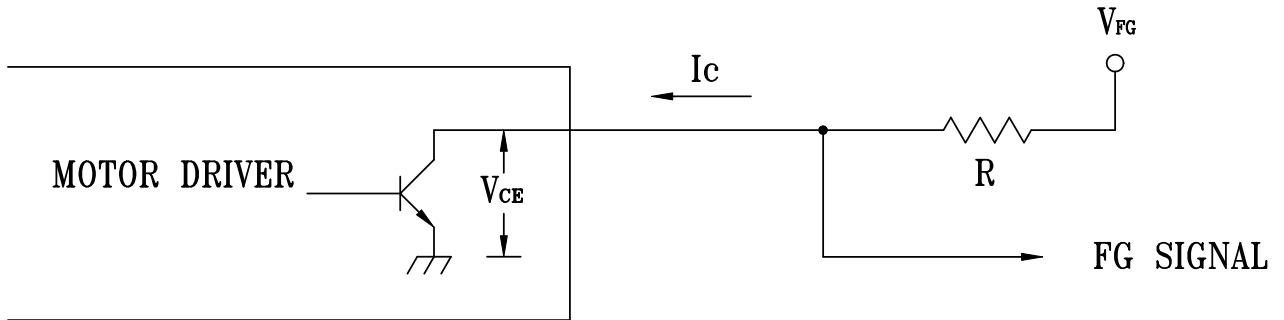 VFG
Ic
MOTOR DRIVER
VCE
R
FG SIGNAL